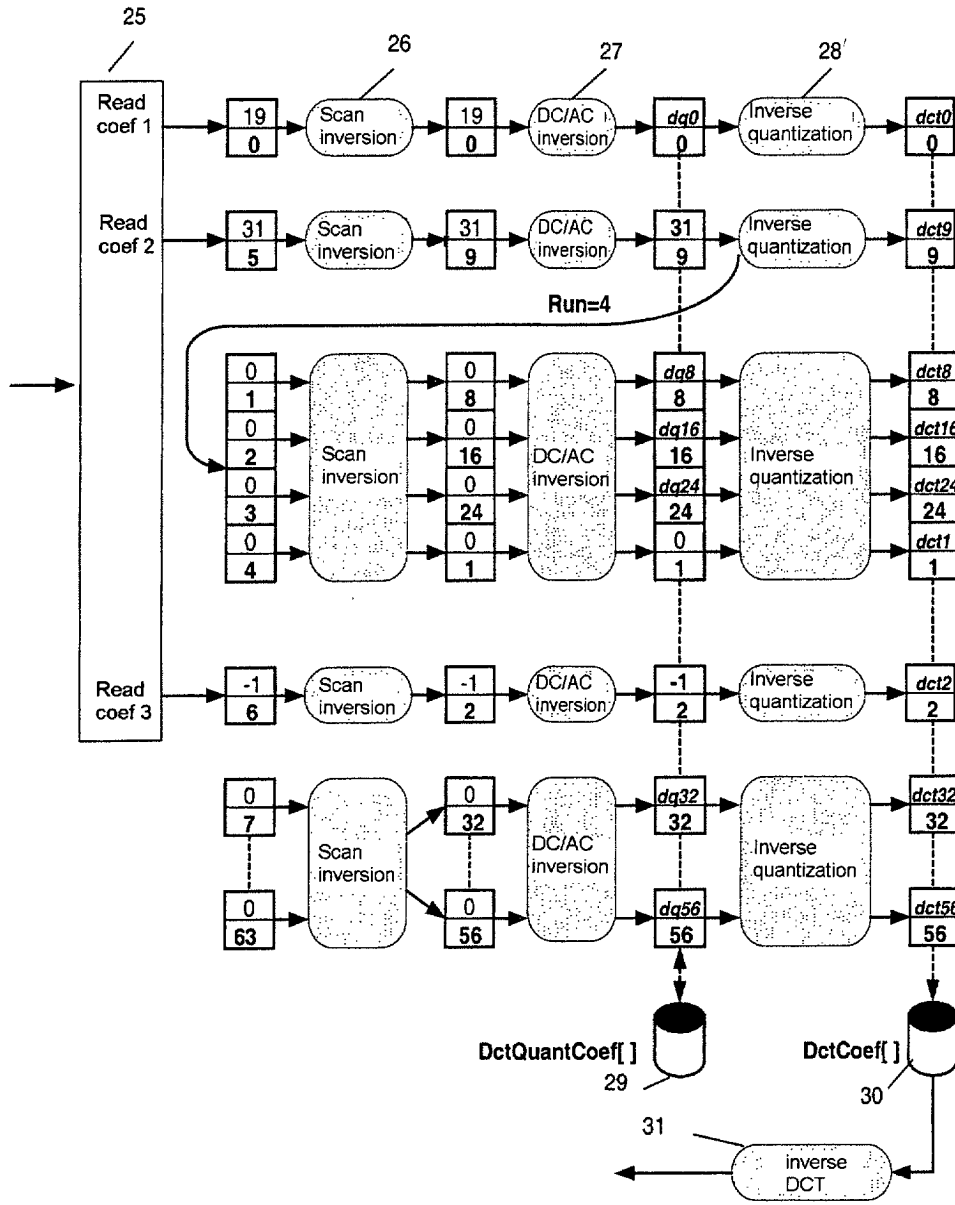 25
26
27
28'
Read
coef 1
19
0
Scan
inversion
19
0
DC/AC
inversion
dq0
0
Inverse
quantization
dct0
0
Read
coef 2
31
5
Scan
inversion
31
9
DC/AC
inversion
31
9
Inverse
quantization
dct9
9
Run=4
0
1
0
2
0
3
0
4
Scan
inversion
0
8
0
16
0
24
0
1
DC/AC
inversion
dq8
8
dq16
16
dq24
24
0
1
Inverse
quantization
dct8
8
dct16
16
dct24
24
dct1
1
Read
coef 3
-1
6
Scan
inversion
-1
2
DC/AC
inversion
-1
2
Inverse
quantization
dct2
2
0
7
0
63
Scan
inversion
0
32
0
56
DC/AC
inversion
dq32
32
dq56
56
Inverse
quantization
dct32
32
dct56
56
DctQuantCoef[ ]
29
DctCoef[ ]
30
31
inverse
DCT